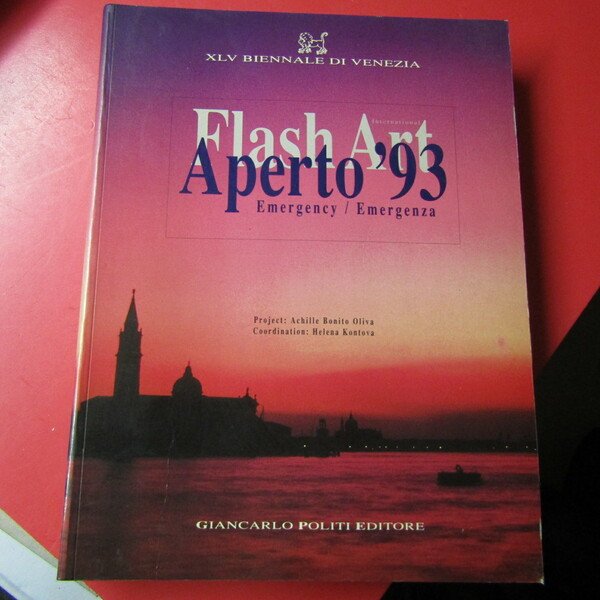 XLV BIENNALE DI VENEZIA
International
Flash Art
Aperto '93
Emergency / Emergenza
Project: Achille Bonito Oliva
Coordination: Helena Kontova
GIANCARLO POLITI EDITORE